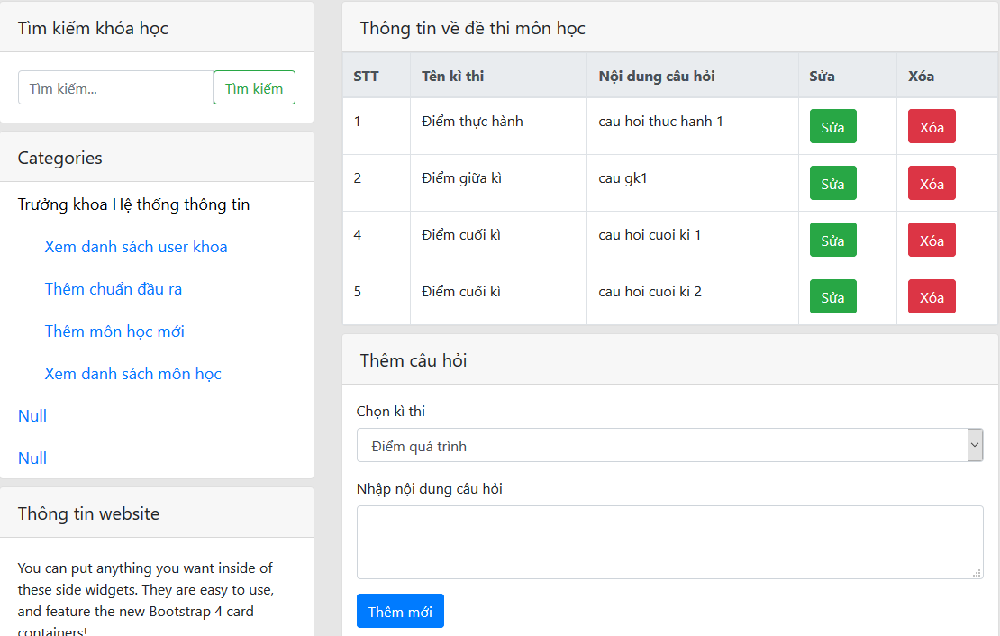 Tìm kiếm khóa học
Tìm kiếm...
Tìm kiếm
Categories
Trưởng khoa Hệ thống thông tin
Xem danh sách user khoa
Thêm chuẩn đầu ra
Thêm môn học mới
Xem danh sách môn học
Null
Null
Thông tin website
You can put anything you want inside of
these side widgets. They are easy to use,
and feature the new Bootstrap 4 card
containers!
Thông tin về đề thi môn học
STT Tên kì thi Nội dung câu hỏi Sửa Xóa
1 Điểm thực hành cau hoi thuc hanh 1 Sửa Xóa
2 Điểm giữa kì cau gk1 Sửa Xóa
4 Điểm cuối kì cau hoi cuoi ki 1 Sửa Xóa
5 Điểm cuối kì cau hoi cuoi ki 2 Sửa Xóa
Thêm câu hỏi
Chọn kì thi
Điểm quá trình
Nhập nội dung câu hỏi
Thêm mới